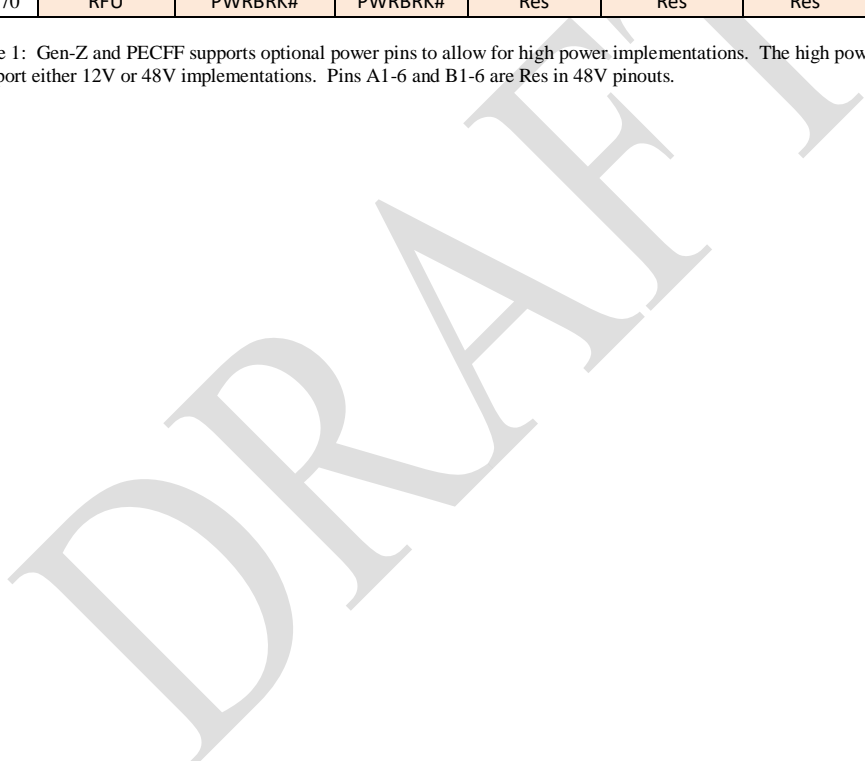 70 RFU PWRBRK# PWRBRK# Res Res Res
e 1: Gen-Z and PECFF supports optional power pins to allow for high power implementations. The high pow
port either 12V or 48V implementations. Pins A1-6 and B1-6 are Res in 48V pinouts.
DRAFT